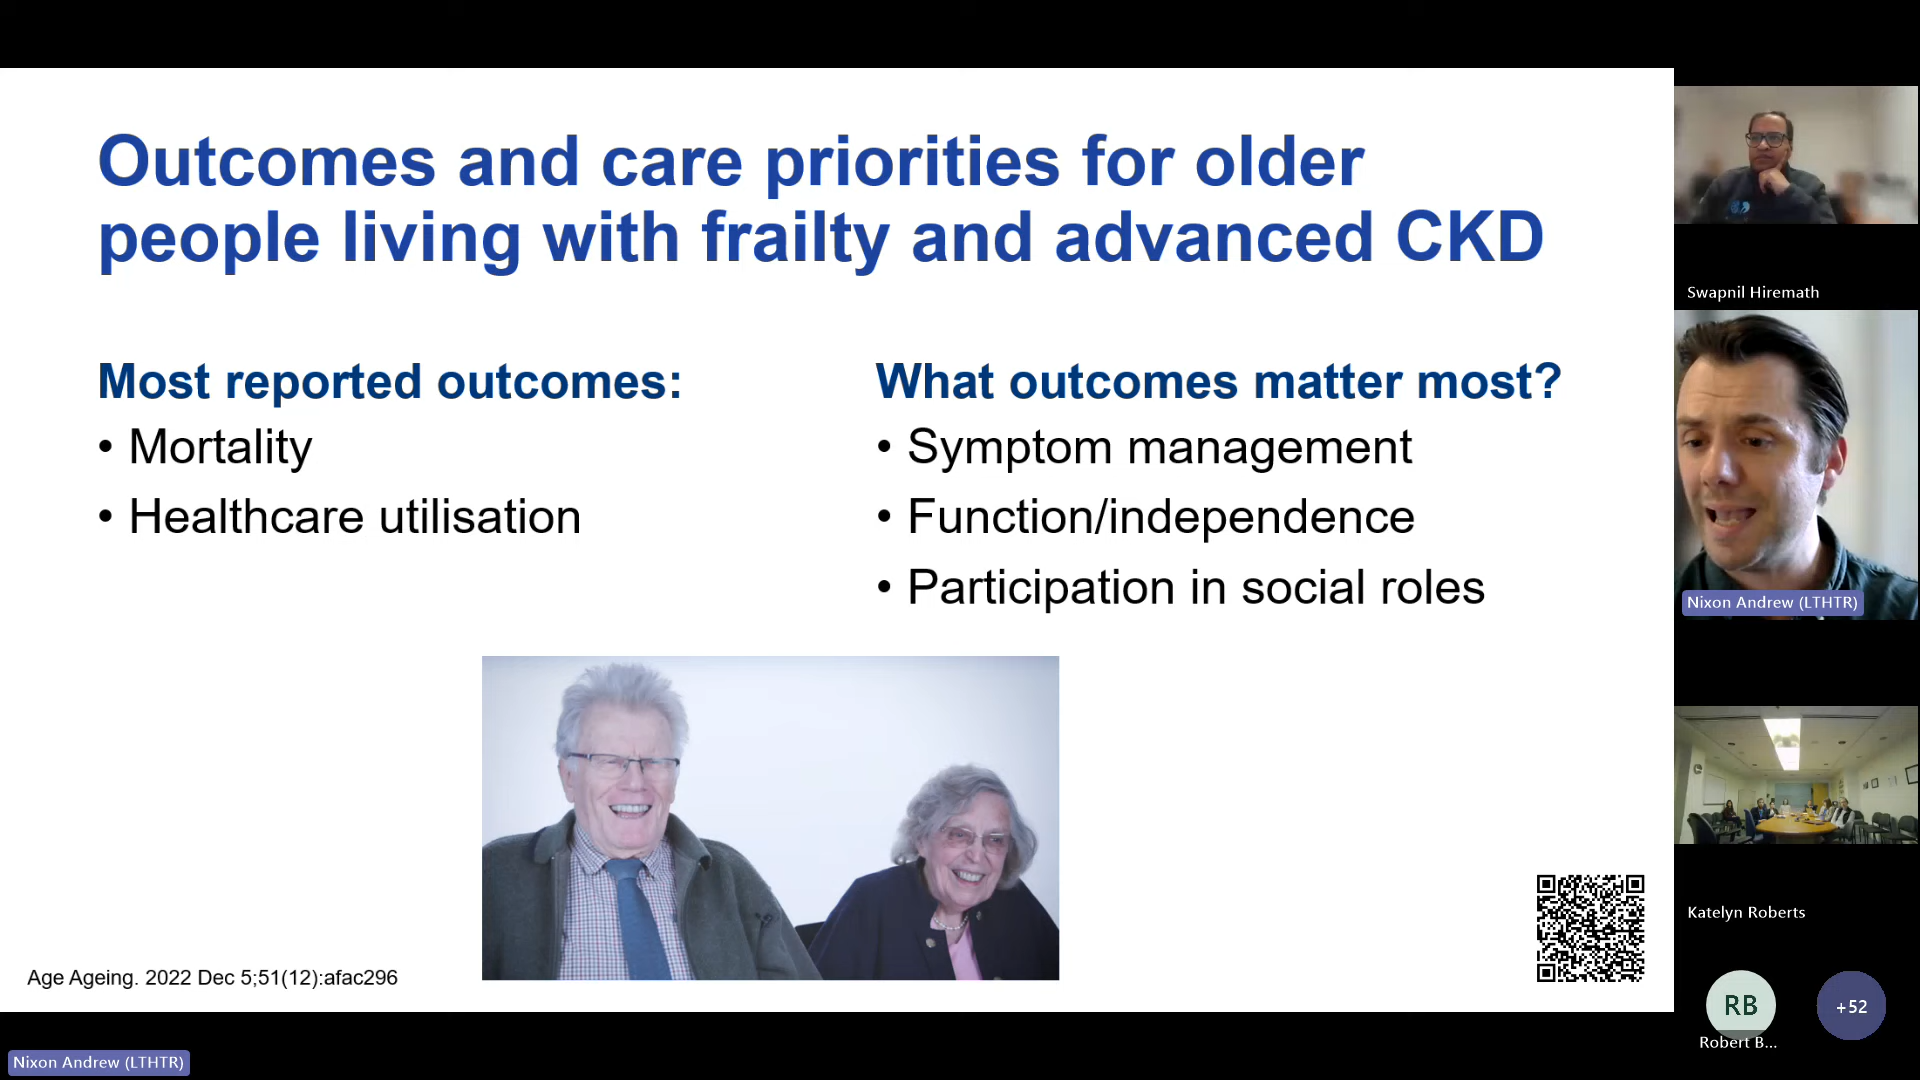 Outcomes and care priorities for older
people living with frailty and advanced CKD
Most reported outcomes:
• Mortality
• Healthcare utilisation
What outcomes matter most?
• Symptom management
• Function/independence
• Participation in social roles
Age Ageing. 2022 Dec 5;51(12):afac296
Nixon Andrew (LTHTR)
Swapnil Hiremath
Nixon Andrew (LTHTR)
Katelyn Roberts
RB
Robert B...
+52